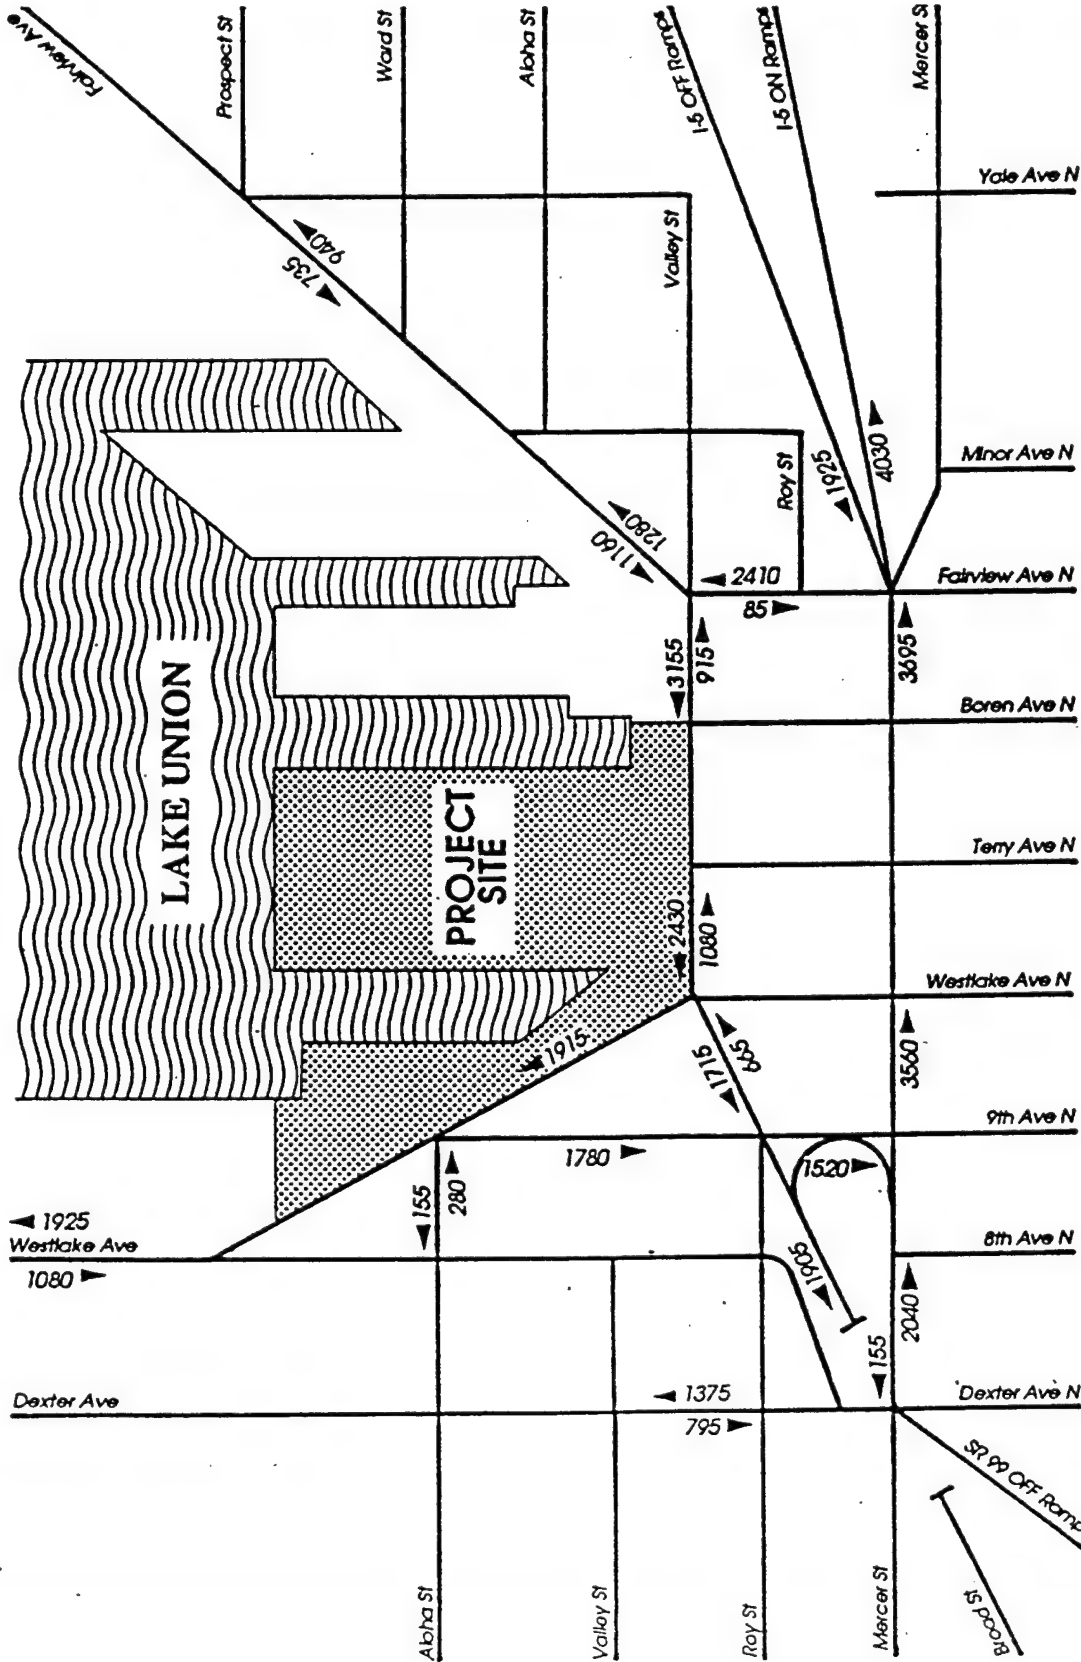 Fairview Ave
Prospect St
Ward St
Aloha St
I-5 OFF Ramps
I-5 ON Ramps
Mercer St
Yale Ave N
940
735
Valley St
LAKE UNION
1280
1160
Roy St
1925
4030
Minor Ave N
2410
85
Fairview Ave N
3155
915
3695
Boren Ave N
PROJECT
SITE
Terry Ave N
2430
1080
Westlake Ave N
1915
1715
665
3560
9th Ave N
1780
1520
155
280
1925
Westlake Ave
1080
8th Ave N
1905
2040
155
Dexter Ave
1375
795
Dexter Ave N
SR 99 OFF Ramp
Aloha St
Valley St
Roy St
Mercer St
Broad St